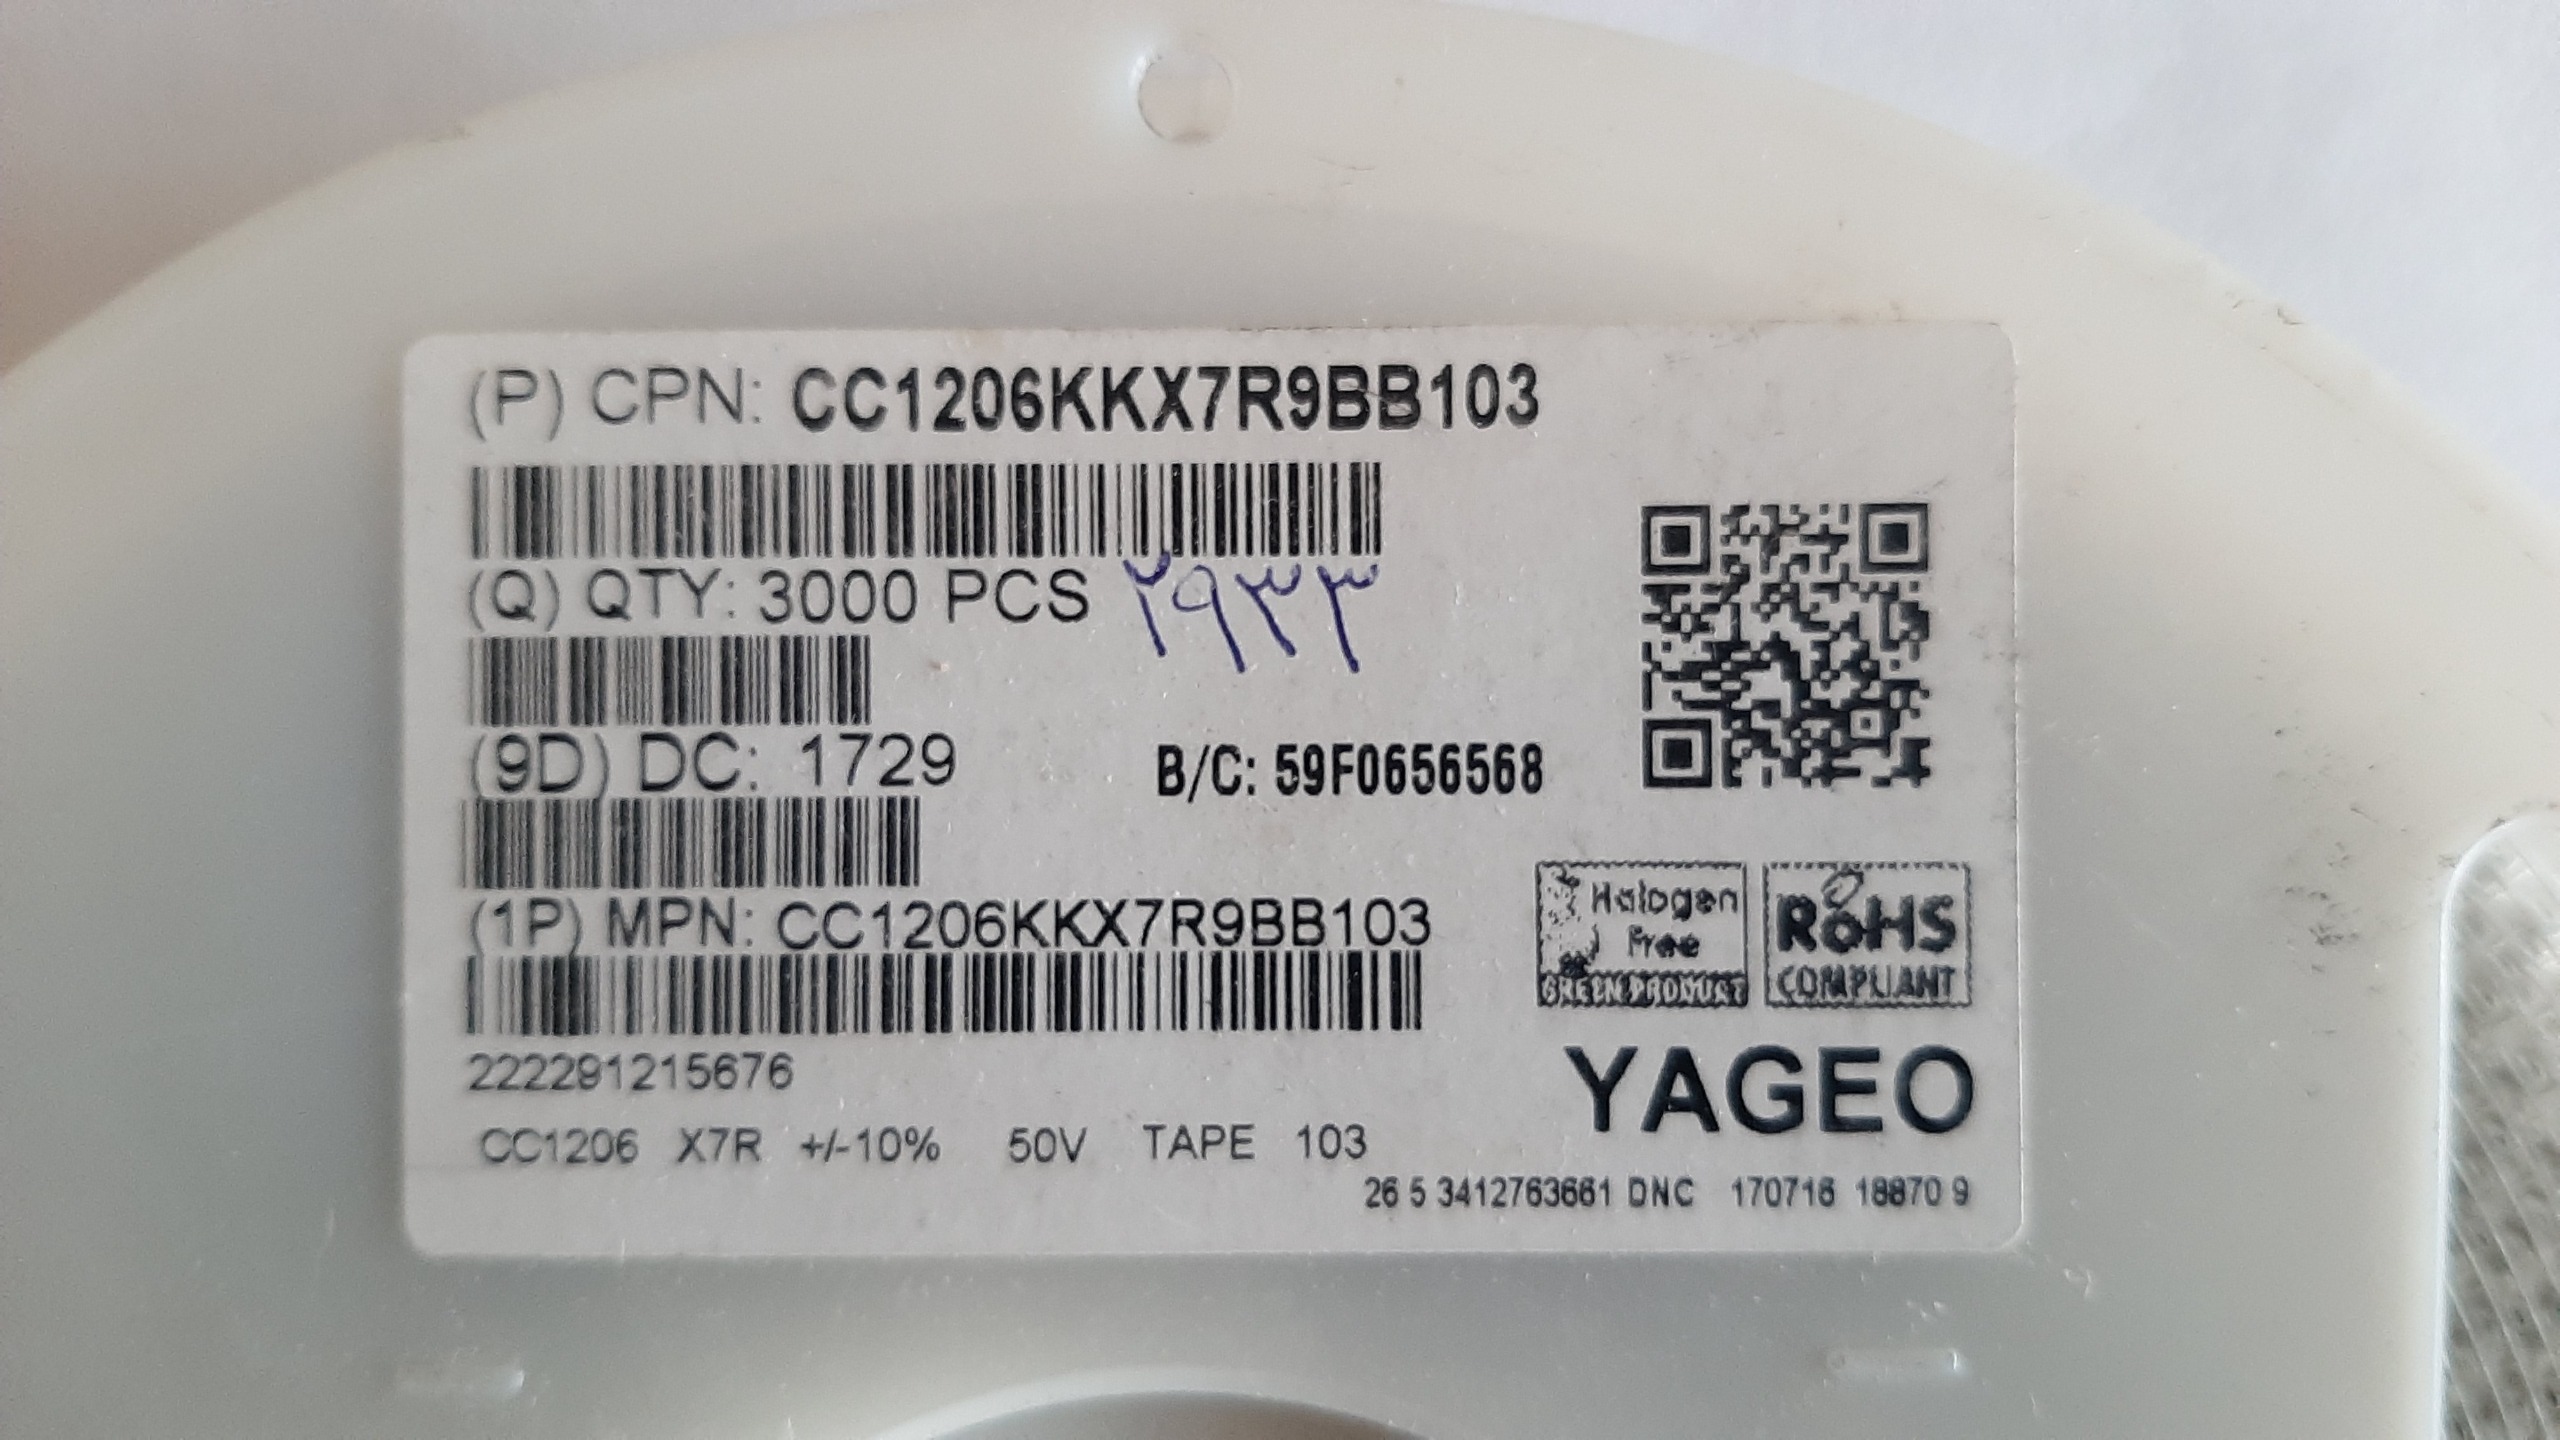 (P) CPN: CC1206KKX7R9BB103
(Q) QTY: 3000 PCS ۲۹۳۳
(9D) DC: 1729
B/C: 59F0656568
(1P) MPN: CC1206KKX7R9BB103
Halogen
Free
GREEN PRODUCT
RoHS
COMPLIANT
222291215676
YAGEO
CC1206 X7R +/-10% 50V TAPE 103
26 5 3412763661 DNC 170716 18870 9